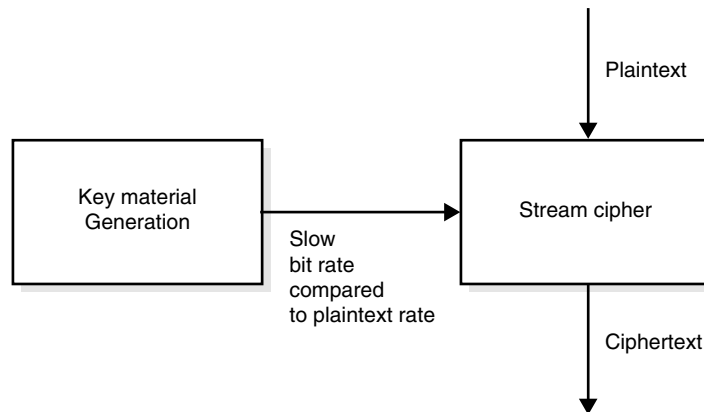 Plaintext
Key material
Generation
Stream cipher
Slow
bit rate
compared
to plaintext rate
Ciphertext